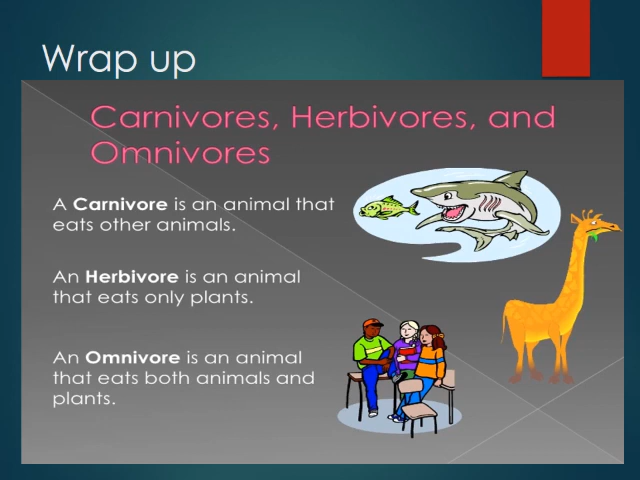 Wrap up
Carnivores, Herbivores, and
Omnivores
A Carnivore is an animal that
eats other animals.
An Herbivore is an animal
that eats only plants.
An Omnivore is an animal
that eats both animals and
plants.